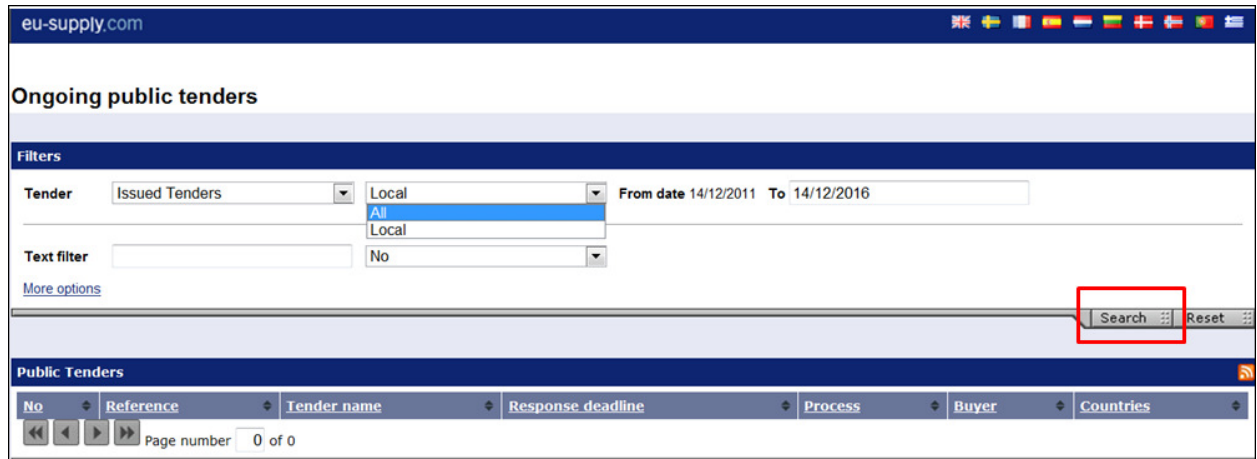 eu-supply.com
Ongoing public tenders
Filters
Tender Issued Tenders Local From date 14/12/2011 To 14/12/2016
All
Local
Text filter No
More options
Search Reset
Public Tenders
No Reference Tender name Response deadline Process Buyer Countries
Page number 0 of 0